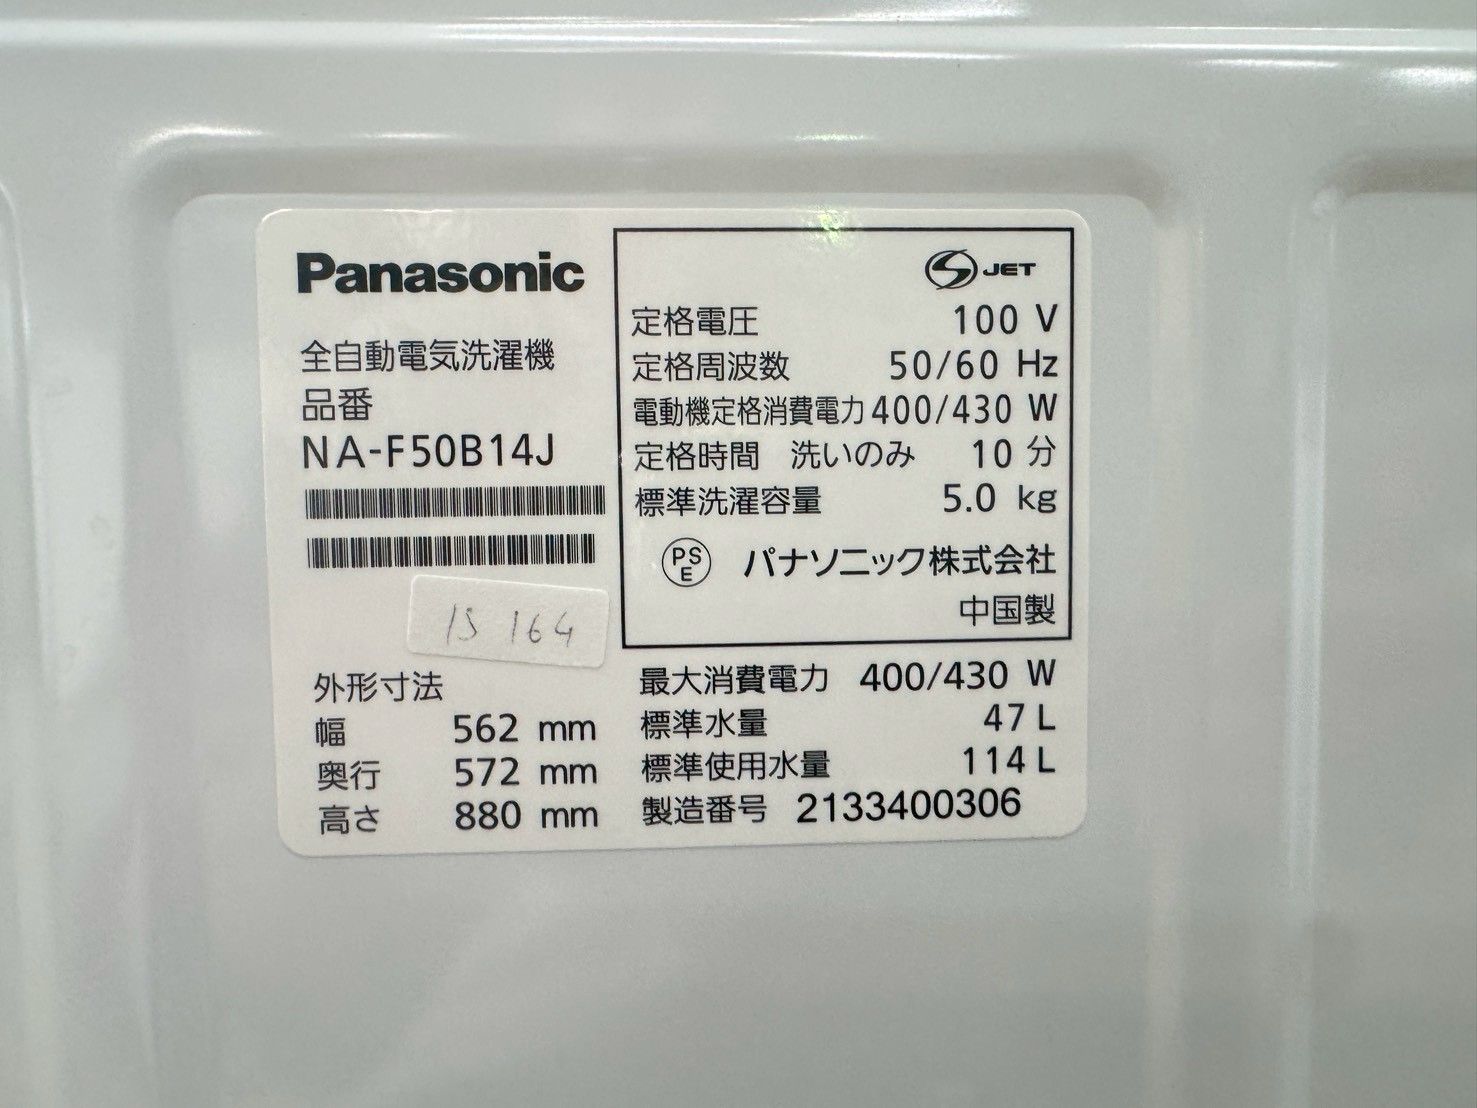 Panasonic
全自動電気洗濯機
品番
NA-F50B14J
IS 164
外形寸法
幅 562 mm
奥行 572 mm
高さ 880 mm
S JET
定格電圧 100 V
定格周波数 50/60 Hz
電動機定格消費電力 400/430 W
定格時間 洗いのみ 10 分
標準洗濯容量 5.0 kg
PSE パナソニック株式会社
中国製
最大消費電力 400/430 W
標準水量 47 L
標準使用水量 114 L
製造番号 2133400306